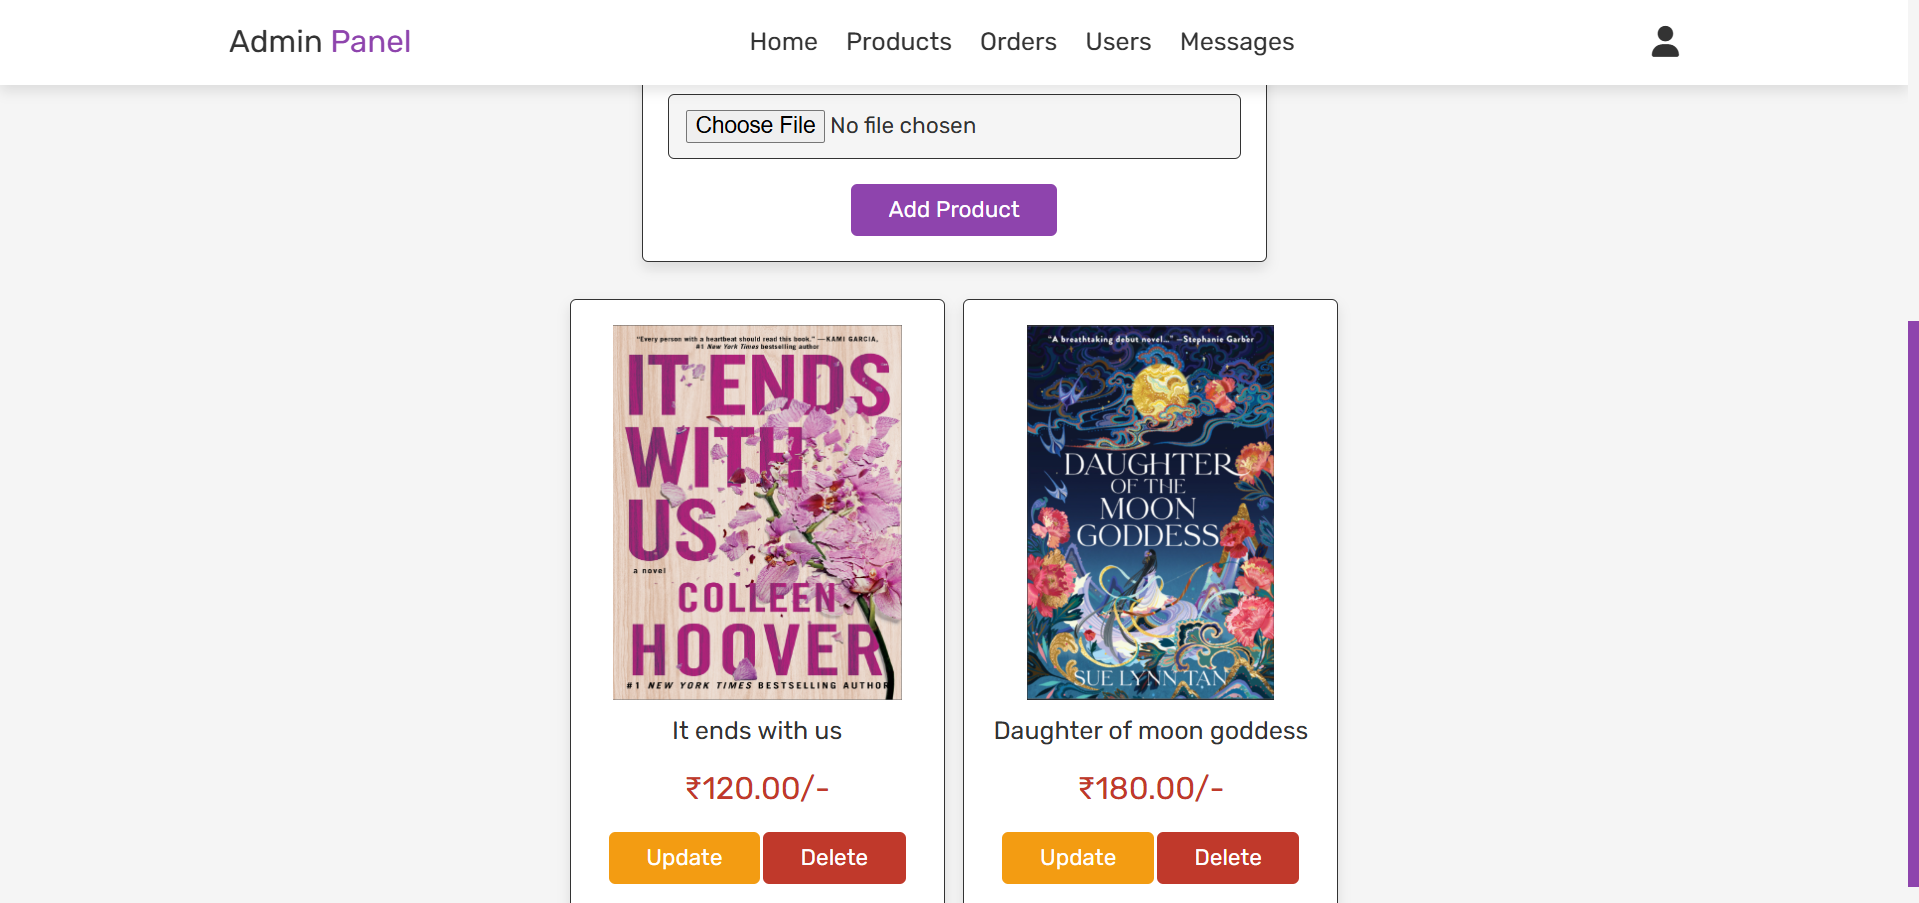 Admin Panel
Home Products Orders Users Messages
Choose File No file chosen
Add Product
"Every person with a heartbeat should read this book." —KAMI GARCIA,
#1 New York Times bestselling author
IT ENDS
WITH
US
a novel
COLLEEN
HOOVER
#1 NEW YORK TIMES BESTSELLING AUTHOR
It ends with us
₹120.00/-
Update Delete
"A breathtaking debut novel..." —Stephanie Garber
DAUGHTER
OF THE
MOON
GODDESS
SUE LYNN TAN
Daughter of moon goddess
₹180.00/-
Update Delete